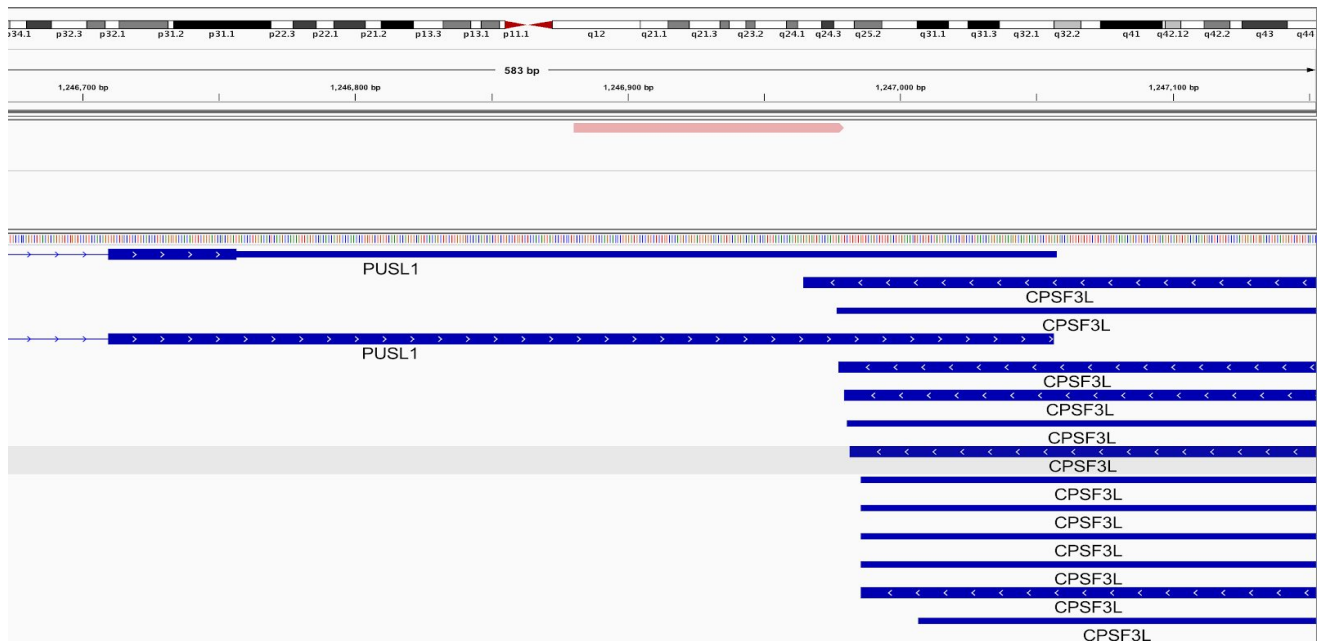 p34.1 p32.3 p32.1 p31.2 p31.1 p22.3 p22.1 p21.2 p13.3 p13.1 p11.1 q12 q21.1 q21.3 q23.2 q24.1 q24.3 q25.2 q31.1 q31.3 q32.1 q32.2 q41 q42.12 q42.2 q43 q44
583 bp
1,246,700 bp 1,246,800 bp 1,246,900 bp 1,247,000 bp 1,247,100 bp
PUSL1
CPSF3L
CPSF3L
PUSL1
CPSF3L
CPSF3L
CPSF3L
CPSF3L
CPSF3L
CPSF3L
CPSF3L
CPSF3L
CPSF3L
CPSF3L